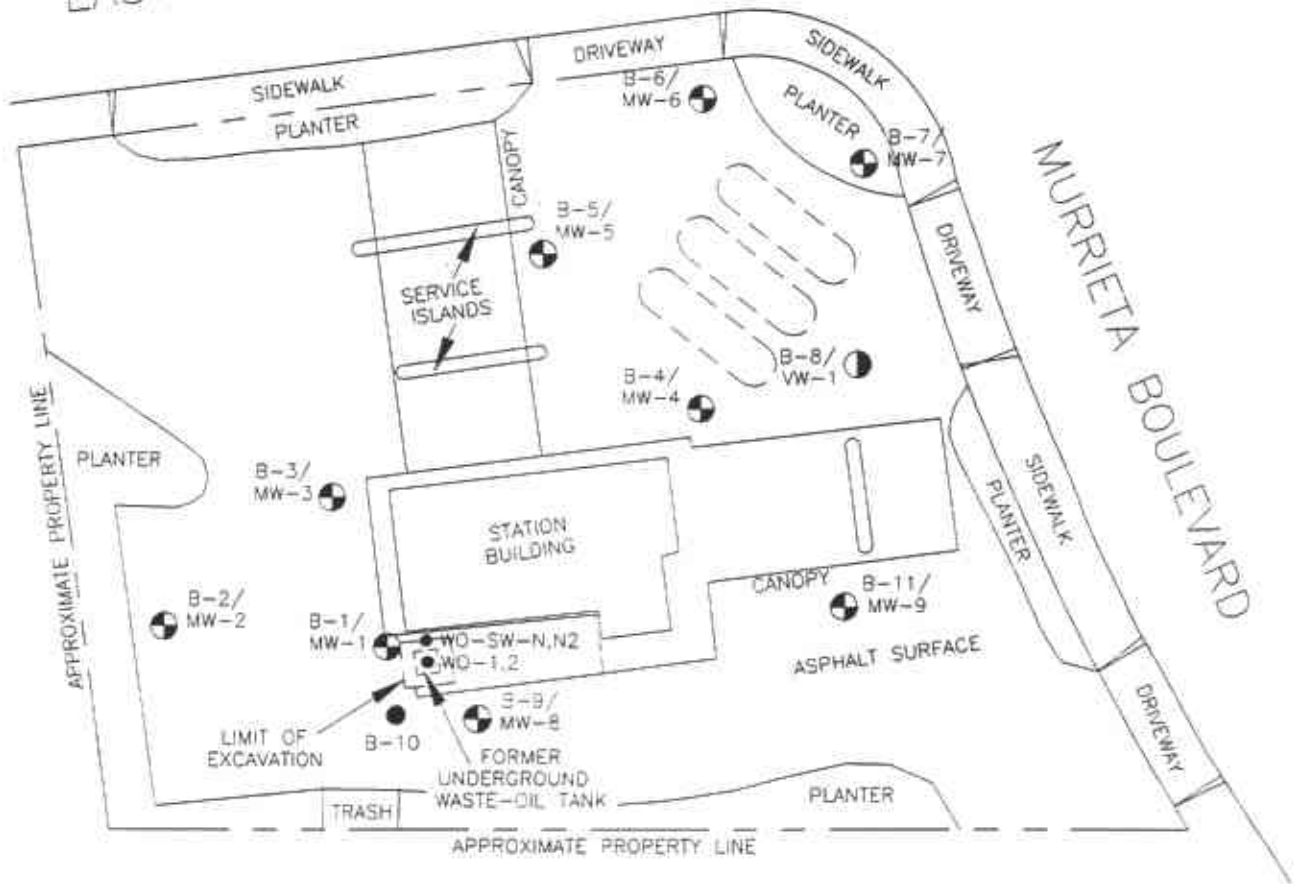 SIDEWALK
DRIVEWAY
SIDEWALK
PLANTER
CANOPY
B-6/
MW-6
PLANTER
B-7/
MW-7
MURRIETA BOULEVARD
B-5/
MW-5
DRIVEWAY
SERVICE
ISLANDS
B-8/
VW-1
B-4/
MW-4
APPROXIMATE PROPERTY LINE
PLANTER
B-3/
MW-3
STATION
BUILDING
SIDEWALK
PLANTER
CANOPY
B-11/
MW-9
B-2/
MW-2
B-1/
MW-1
WO-SW-N,N2
WO-1,2
ASPHALT SURFACE
B-9/
MW-8
B-10
LIMIT OF
EXCAVATION
FORMER
UNDERGROUND
WASTE-OIL TANK
DRIVEWAY
TRASH
PLANTER
APPROXIMATE PROPERTY LINE